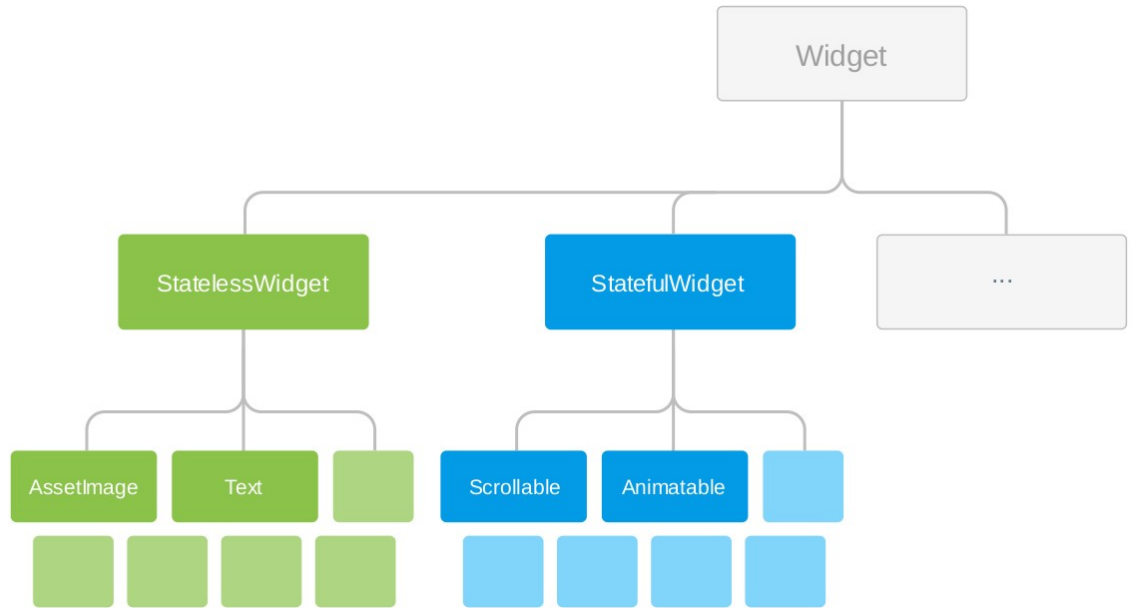 Widget
StatelessWidget
StatefulWidget
...
AssetImage
Text
Scrollable
Animatable